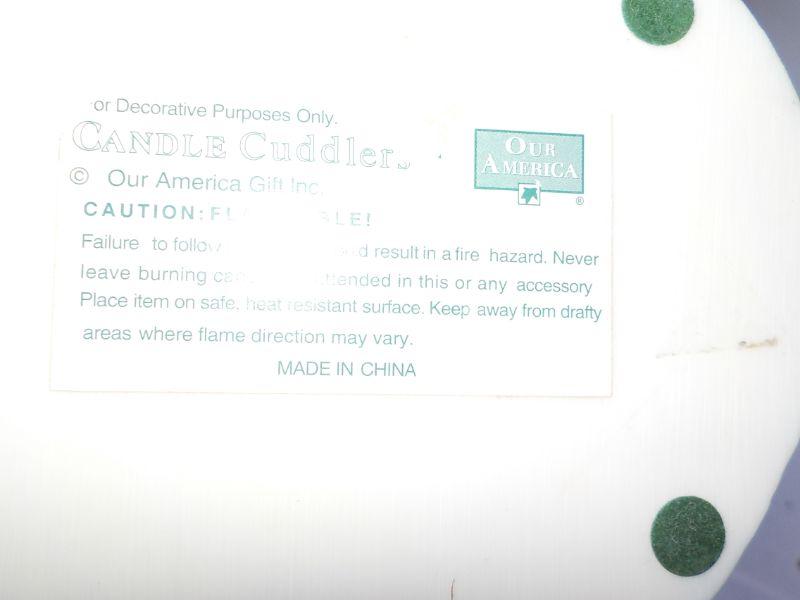 or Decorative Purposes Only.
CANDLE Cuddlers
© Our America Gift Inc.
OUR
AMERICA
®
CAUTION:
Failure to follow result in a fire hazard. Never
leave burning in this or any accessory
Place item on safe, heat resistant surface. Keep away from drafty
areas where flame direction may vary.
MADE IN CHINA